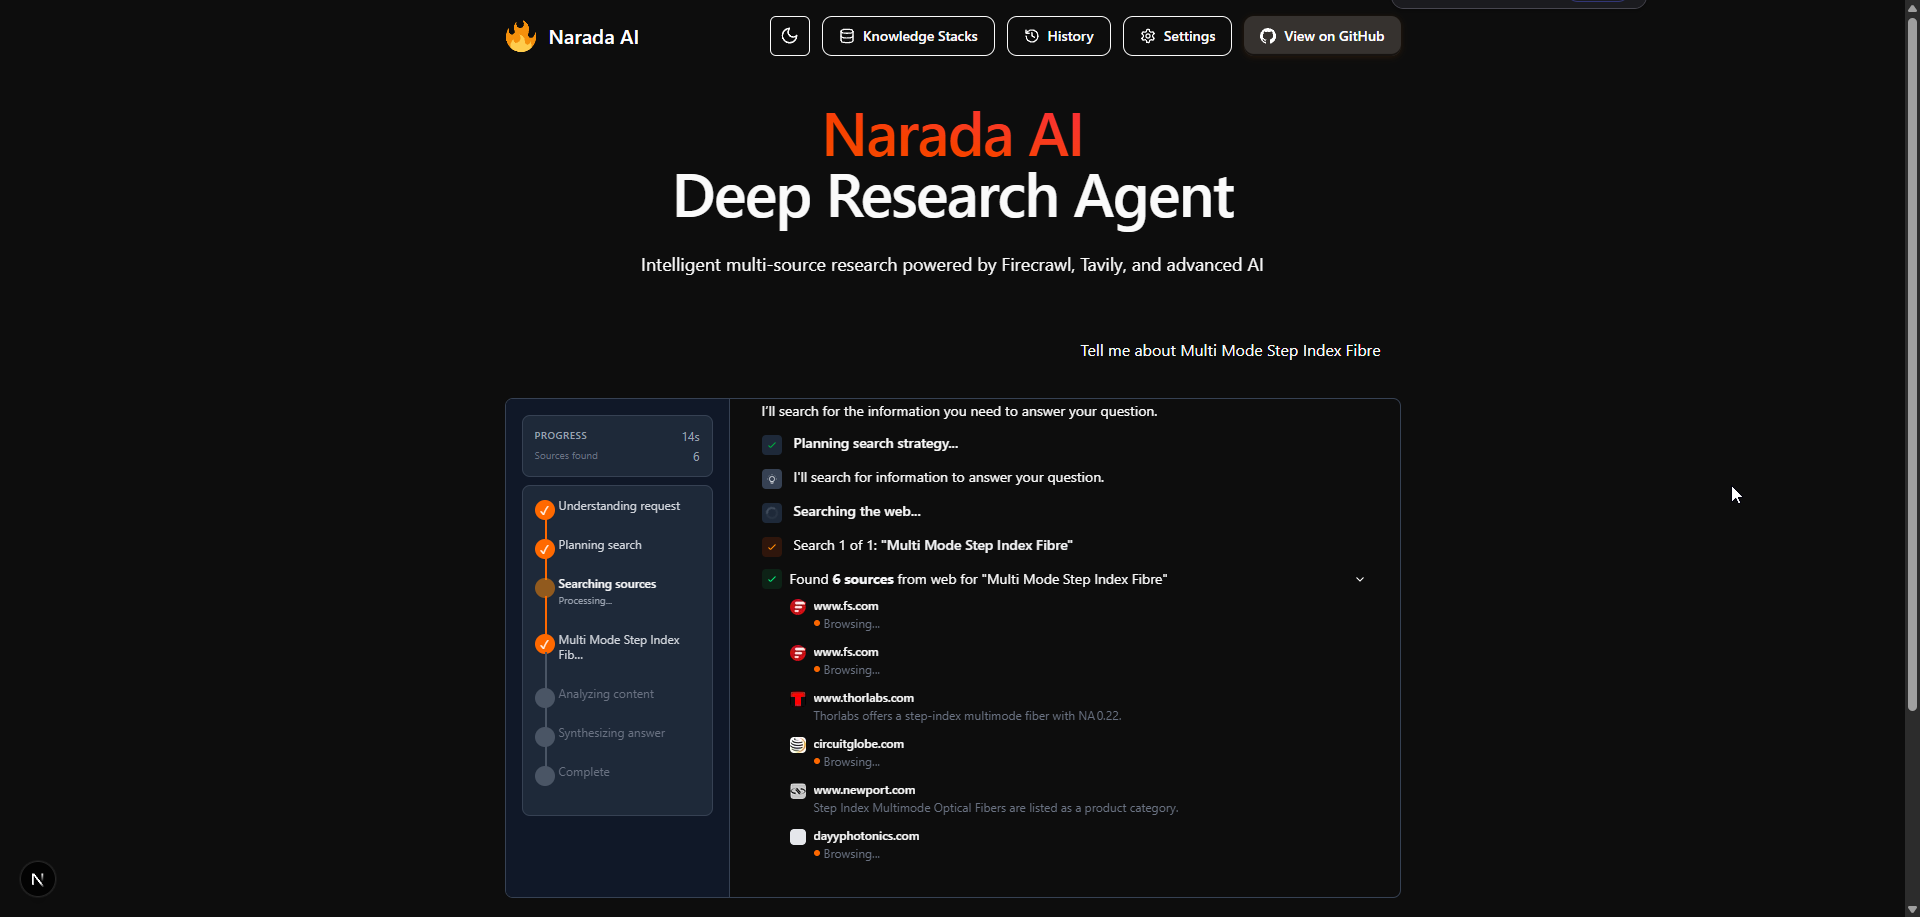 Narada AI
Knowledge Stacks
History
Settings
View on GitHub
Narada AI
Deep Research Agent
Intelligent multi-source research powered by Firecrawl, Tavily, and advanced AI
Tell me about Multi Mode Step Index Fibre
PROGRESS
14s
Sources found
6
Understanding request
Planning search
Searching sources
Processing...
Multi Mode Step Index
Fib...
Analyzing content
Synthesizing answer
Complete
I'll search for the information you need to answer your question.
Planning search strategy...
I'll search for information to answer your question.
Searching the web...
Search 1 of 1: "Multi Mode Step Index Fibre"
Found 6 sources from web for "Multi Mode Step Index Fibre"
www.fs.com
Browsing...
www.fs.com
Browsing...
www.thorlabs.com
Thorlabs offers a step-index multimode fiber with NA 0.22.
circuitglobe.com
Browsing...
www.newport.com
Step Index Multimode Optical Fibers are listed as a product category.
dayyphotonics.com
Browsing...
N